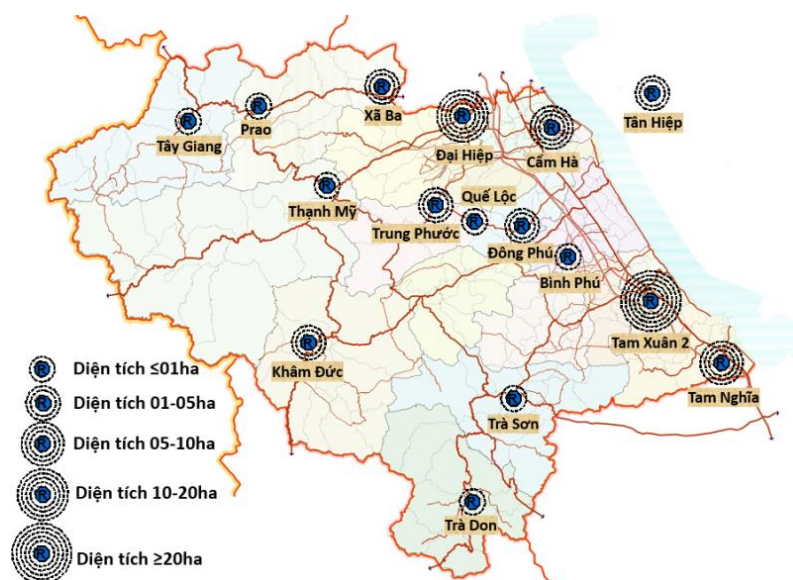 Xã Ba
Tân Hiệp
Prao
Tây Giang
Đại Hiệp
Cẩm Hà
Quế Lộc
Thạnh Mỹ
Trung Phước
Đông Phú
Bình Phú
Tam Xuân 2
Khâm Đức
Tam Nghĩa
Trà Sơn
Trà Don
R Diện tích ≤01ha
R Diện tích 01-05ha
R Diện tích 05-10ha
R Diện tích 10-20ha
R Diện tích ≥20ha